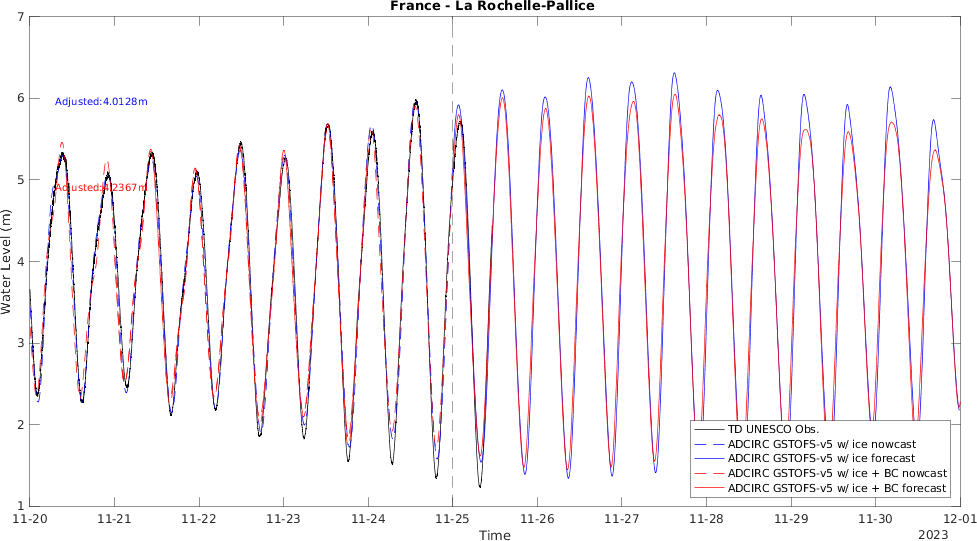 France - La Rochelle-Pallice
7
6
5
4
3
2
1
Water Level (m)
Adjusted:4.0128m
Adjusted:4.2367m
TD UNESCO Obs.
ADCIRC GSTOFS-v5 w/ ice nowcast
ADCIRC GSTOFS-v5 w/ ice forecast
ADCIRC GSTOFS-v5 w/ ice + BC nowcast
ADCIRC GSTOFS-v5 w/ ice + BC forecast
11-20 11-21 11-22 11-23 11-24 11-25 11-26 11-27 11-28 11-29 11-30 12-01
Time
2023